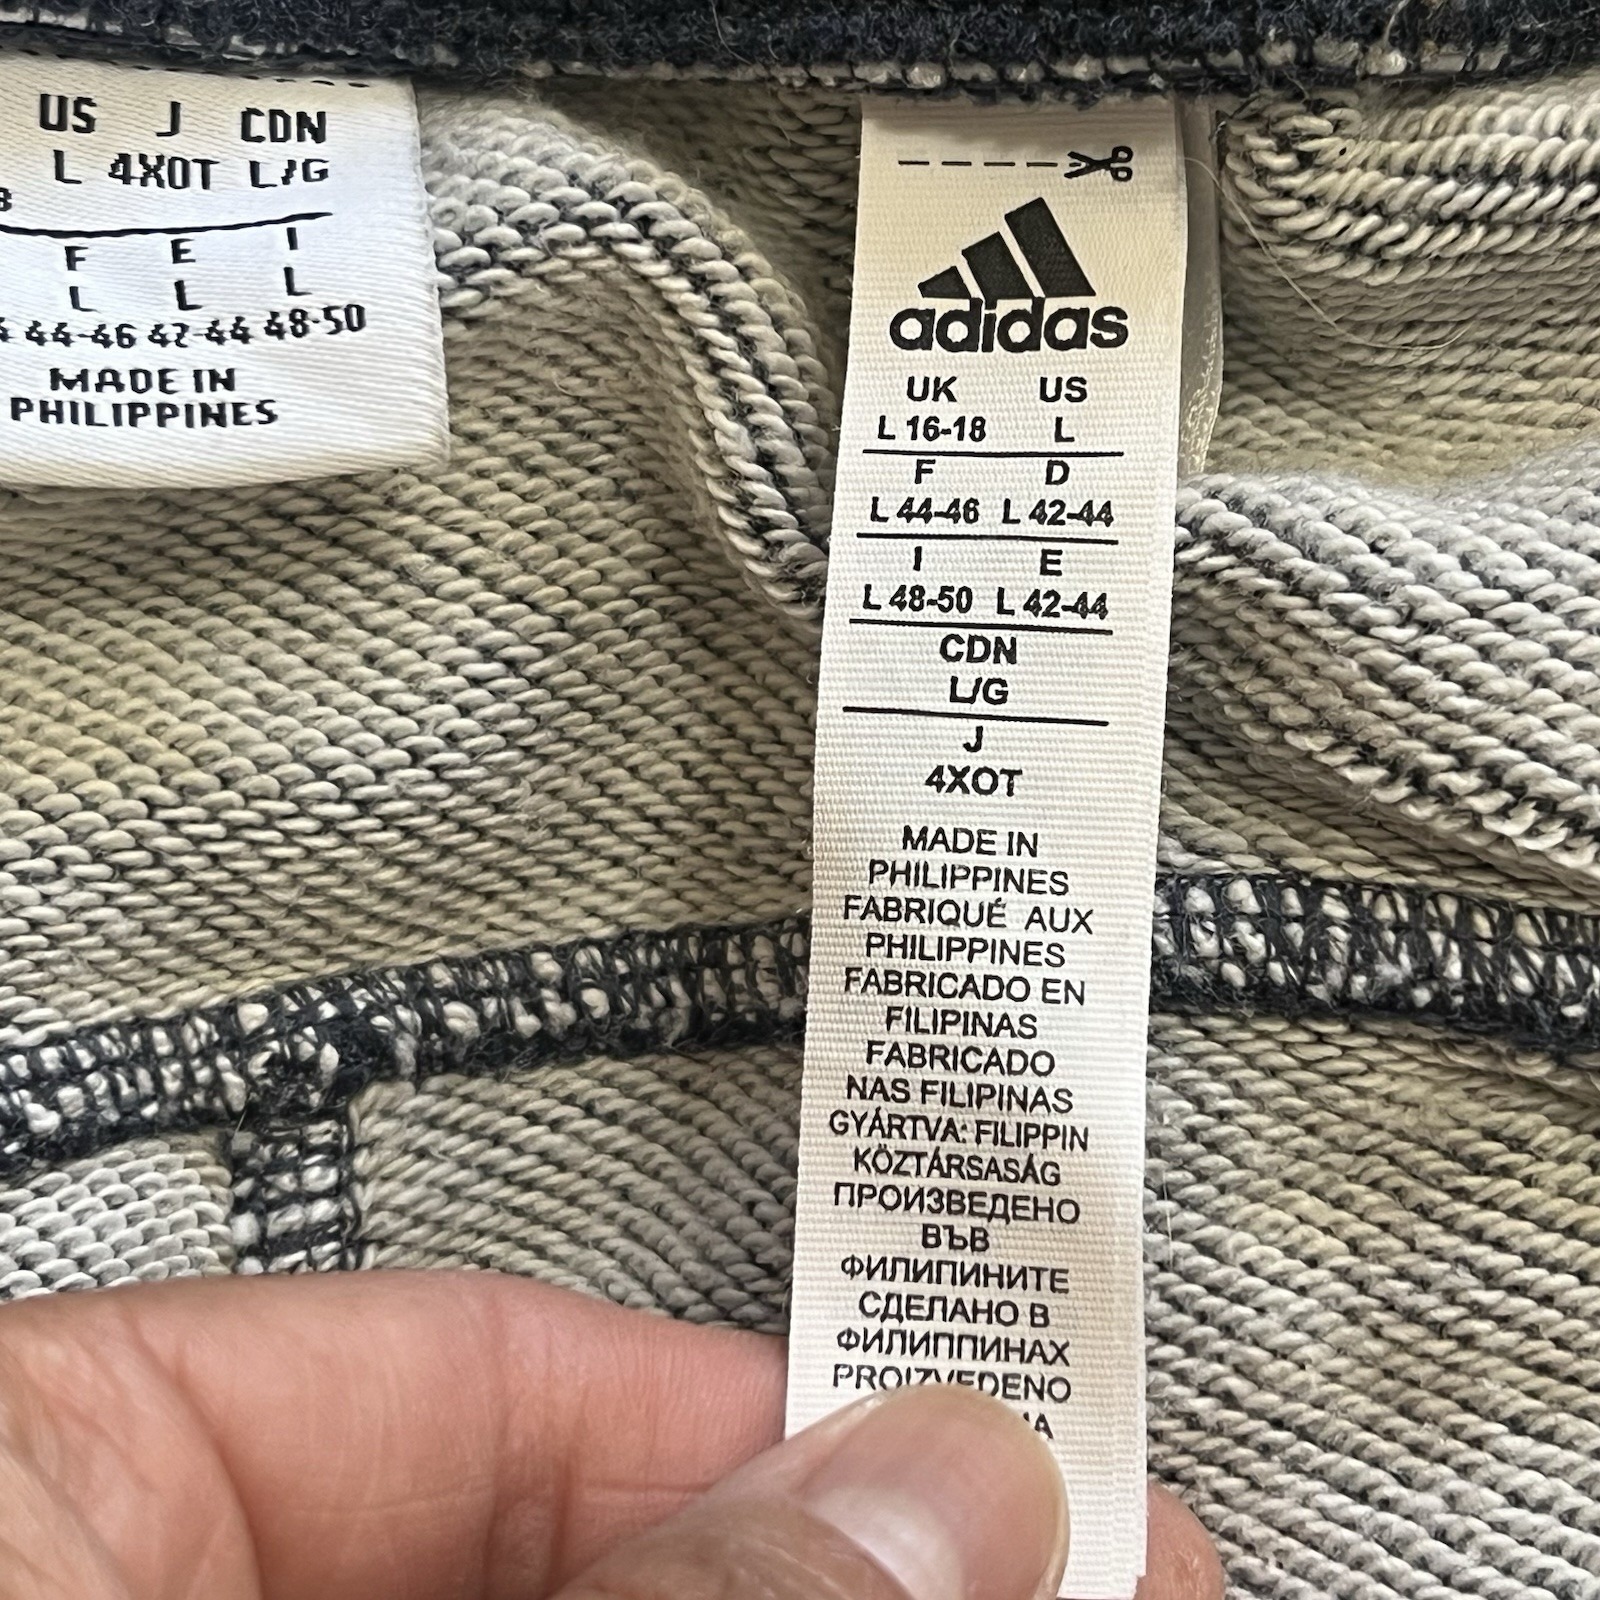 US J CDN
L 4XOT L/G
F E I
L L L
44-46 42-44 48-50
MADE IN
PHILIPPINES
adidas
UK US
L 16-18 L
F D
L 44-46 L 42-44
I E
L 48-50 L 42-44
CDN
L/G
J
4XOT
MADE IN
PHILIPPINES
FABRIQUÉ AUX
PHILIPPINES
FABRICADO EN
FILIPINAS
FABRICADO
NAS FILIPINAS
GYÁRTVA: FILIPPIN
KÖZTÁRSASÁG
ПРОИЗВЕДЕНО
ВЪВ
ФИЛИПИНИТЕ
СДЕЛАНО В
ФИЛИППИНАХ
PROIZVEDENO